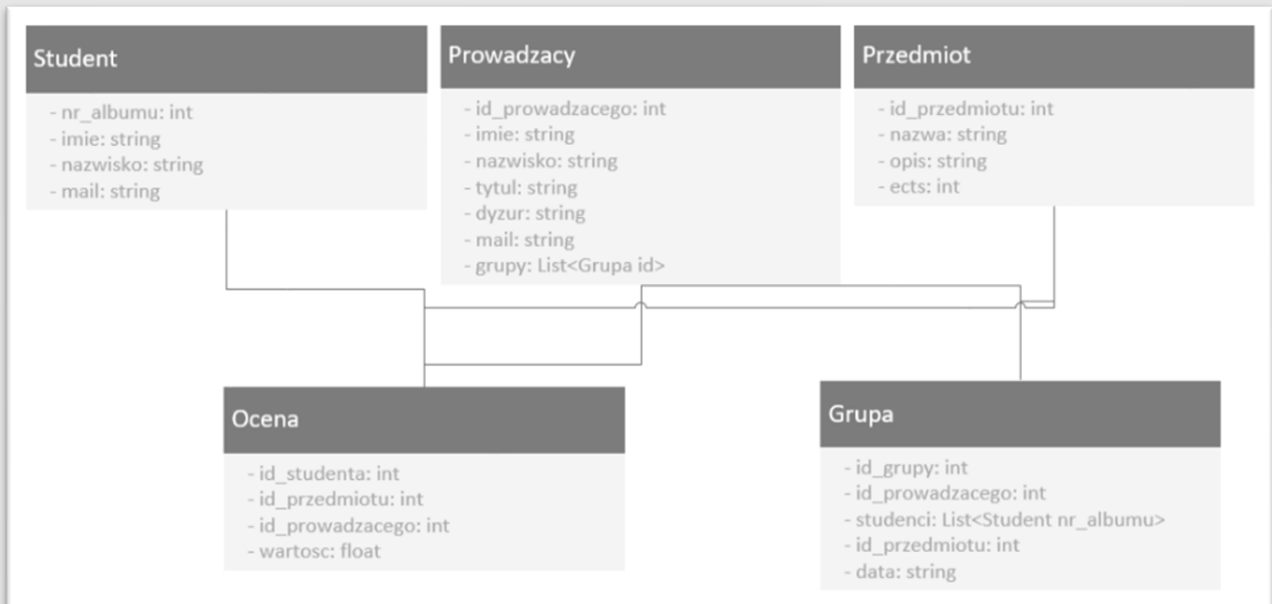 Student
- nr_albumu: int
- imie: string
- nazwisko: string
- mail: string
Prowadzacy
- id_prowadzacego: int
- imie: string
- nazwisko: string
- tytul: string
- dyzur: string
- mail: string
- grupy: List<Grupa id>
Przedmiot
- id_przedmiotu: int
- nazwa: string
- opis: string
- ects: int
Ocena
- id_studenta: int
- id_przedmiotu: int
- id_prowadzacego: int
- wartosc: float
Grupa
- id_grupy: int
- id_prowadzacego: int
- studenci: List<Student nr_albumu>
- id_przedmiotu: int
- data: string